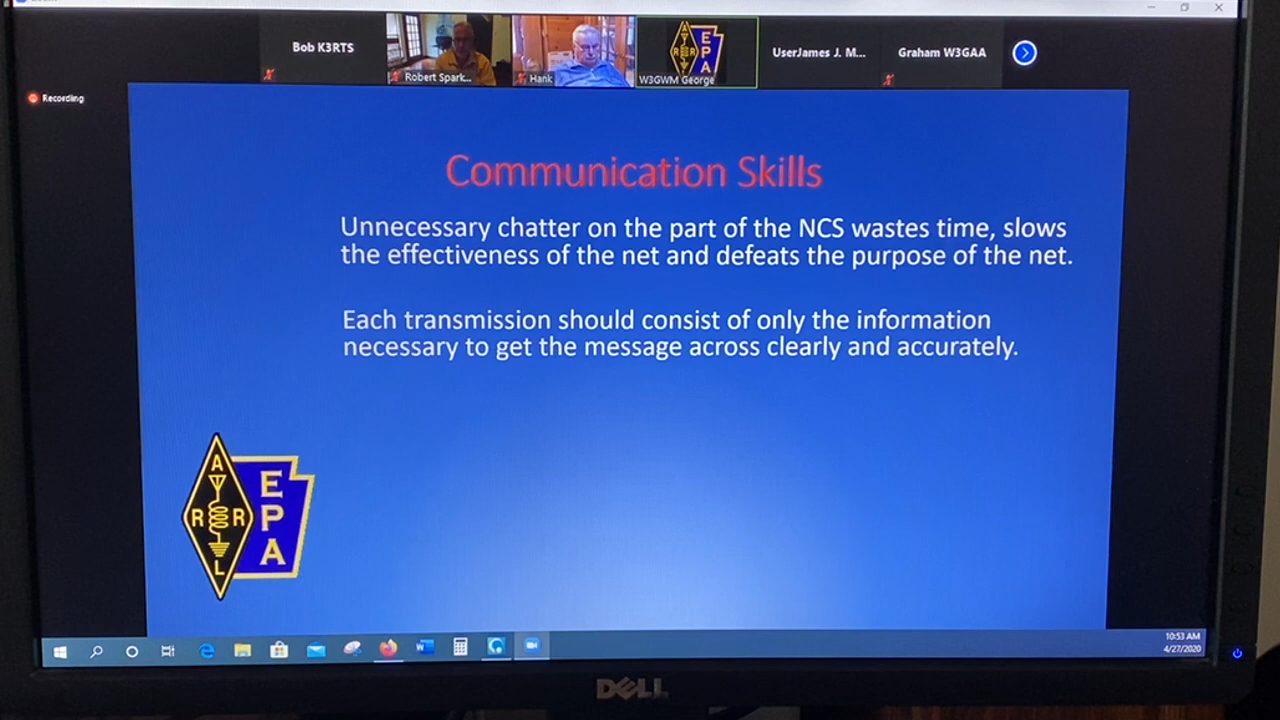 Bob K3RTS
Robert Spark...
Hank
W3GWM George
UserJames J. M...
Graham W3GAA
Recording
Communication Skills
Unnecessary chatter on the part of the NCS wastes time, slows
the effectiveness of the net and defeats the purpose of the net.
Each transmission should consist of only the information
necessary to get the message across clearly and accurately.
A
R R
L
E
P
A
A
R R
L
E
P
A
10:53 AM
4/27/2020
DELL